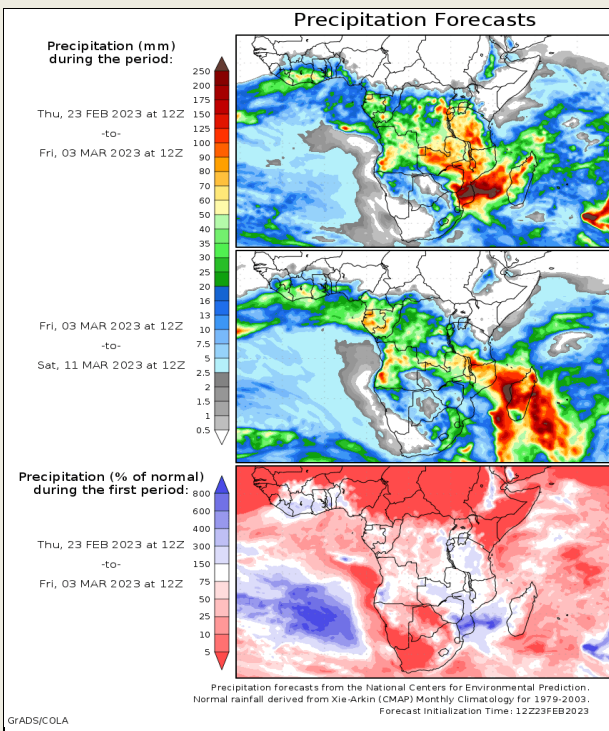 Precipitation Forecasts
Precipitation (mm)
during the period:
Thu, 23 FEB 2023 at 12Z
-to-
Fri, 03 MAR 2023 at 12Z
250
200
175
150
125
100
90
80
70
60
50
40
35
30
25
20
16
13
10
7.5
5
2.5
2
1.5
1
0.5
Fri, 03 MAR 2023 at 12Z
-to-
Sat, 11 MAR 2023 at 12Z
Precipitation (% of normal)
during the first period:
Thu, 23 FEB 2023 at 12Z
-to-
Fri, 03 MAR 2023 at 12Z
800
600
400
300
150
75
50
25
10
5
Precipitation forecasts from the National Centers for Environmental Prediction.
Normal rainfall derived from Xie-Arkin (CMAP) Monthly Climatology for 1979-2003.
Forecast Initialization Time: 12Z23FEB2023
GrADS/COLA